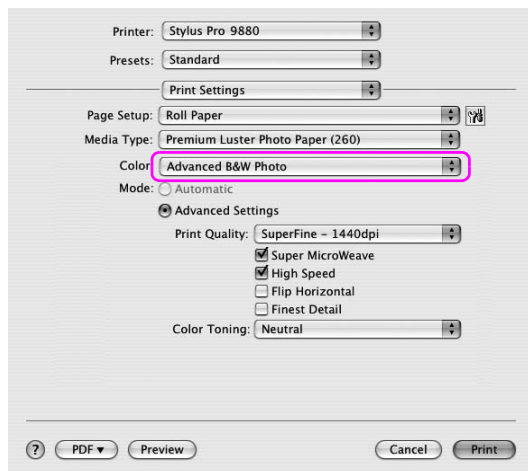 Printer: Stylus Pro 9880
Presets: Standard
Print Settings
Page Setup: Roll Paper
Media Type: Premium Luster Photo Paper (260)
Color Advanced B&W Photo
Mode: Automatic
Advanced Settings
Print Quality: SuperFine - 1440dpi
Super MicroWeave
High Speed
Flip Horizontal
Finest Detail
Color Toning: Neutral
? PDF ▼ Preview Cancel Print